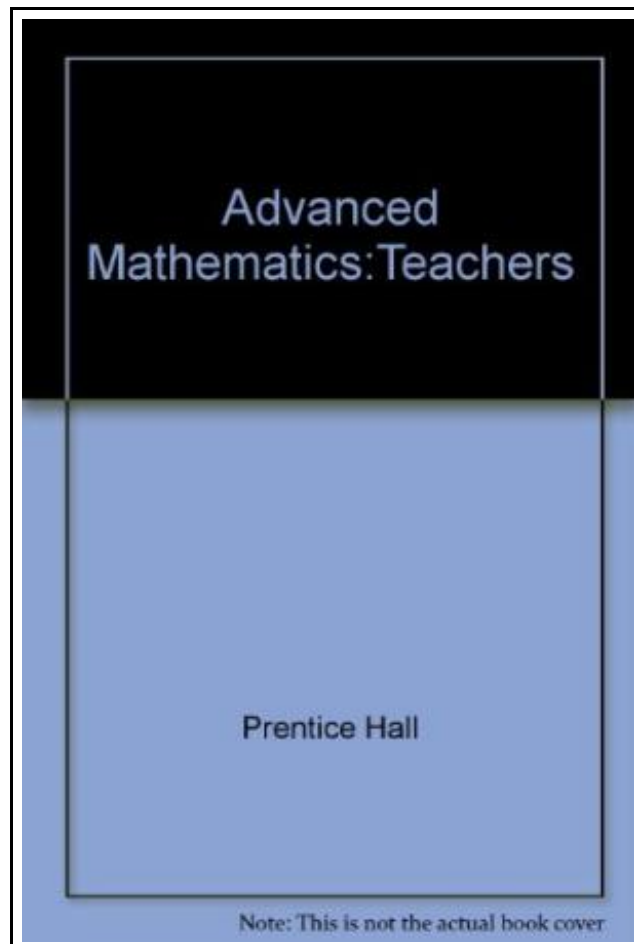 Advanced
Mathematics:Teachers
Prentice Hall
Note: This is not the actual book cover